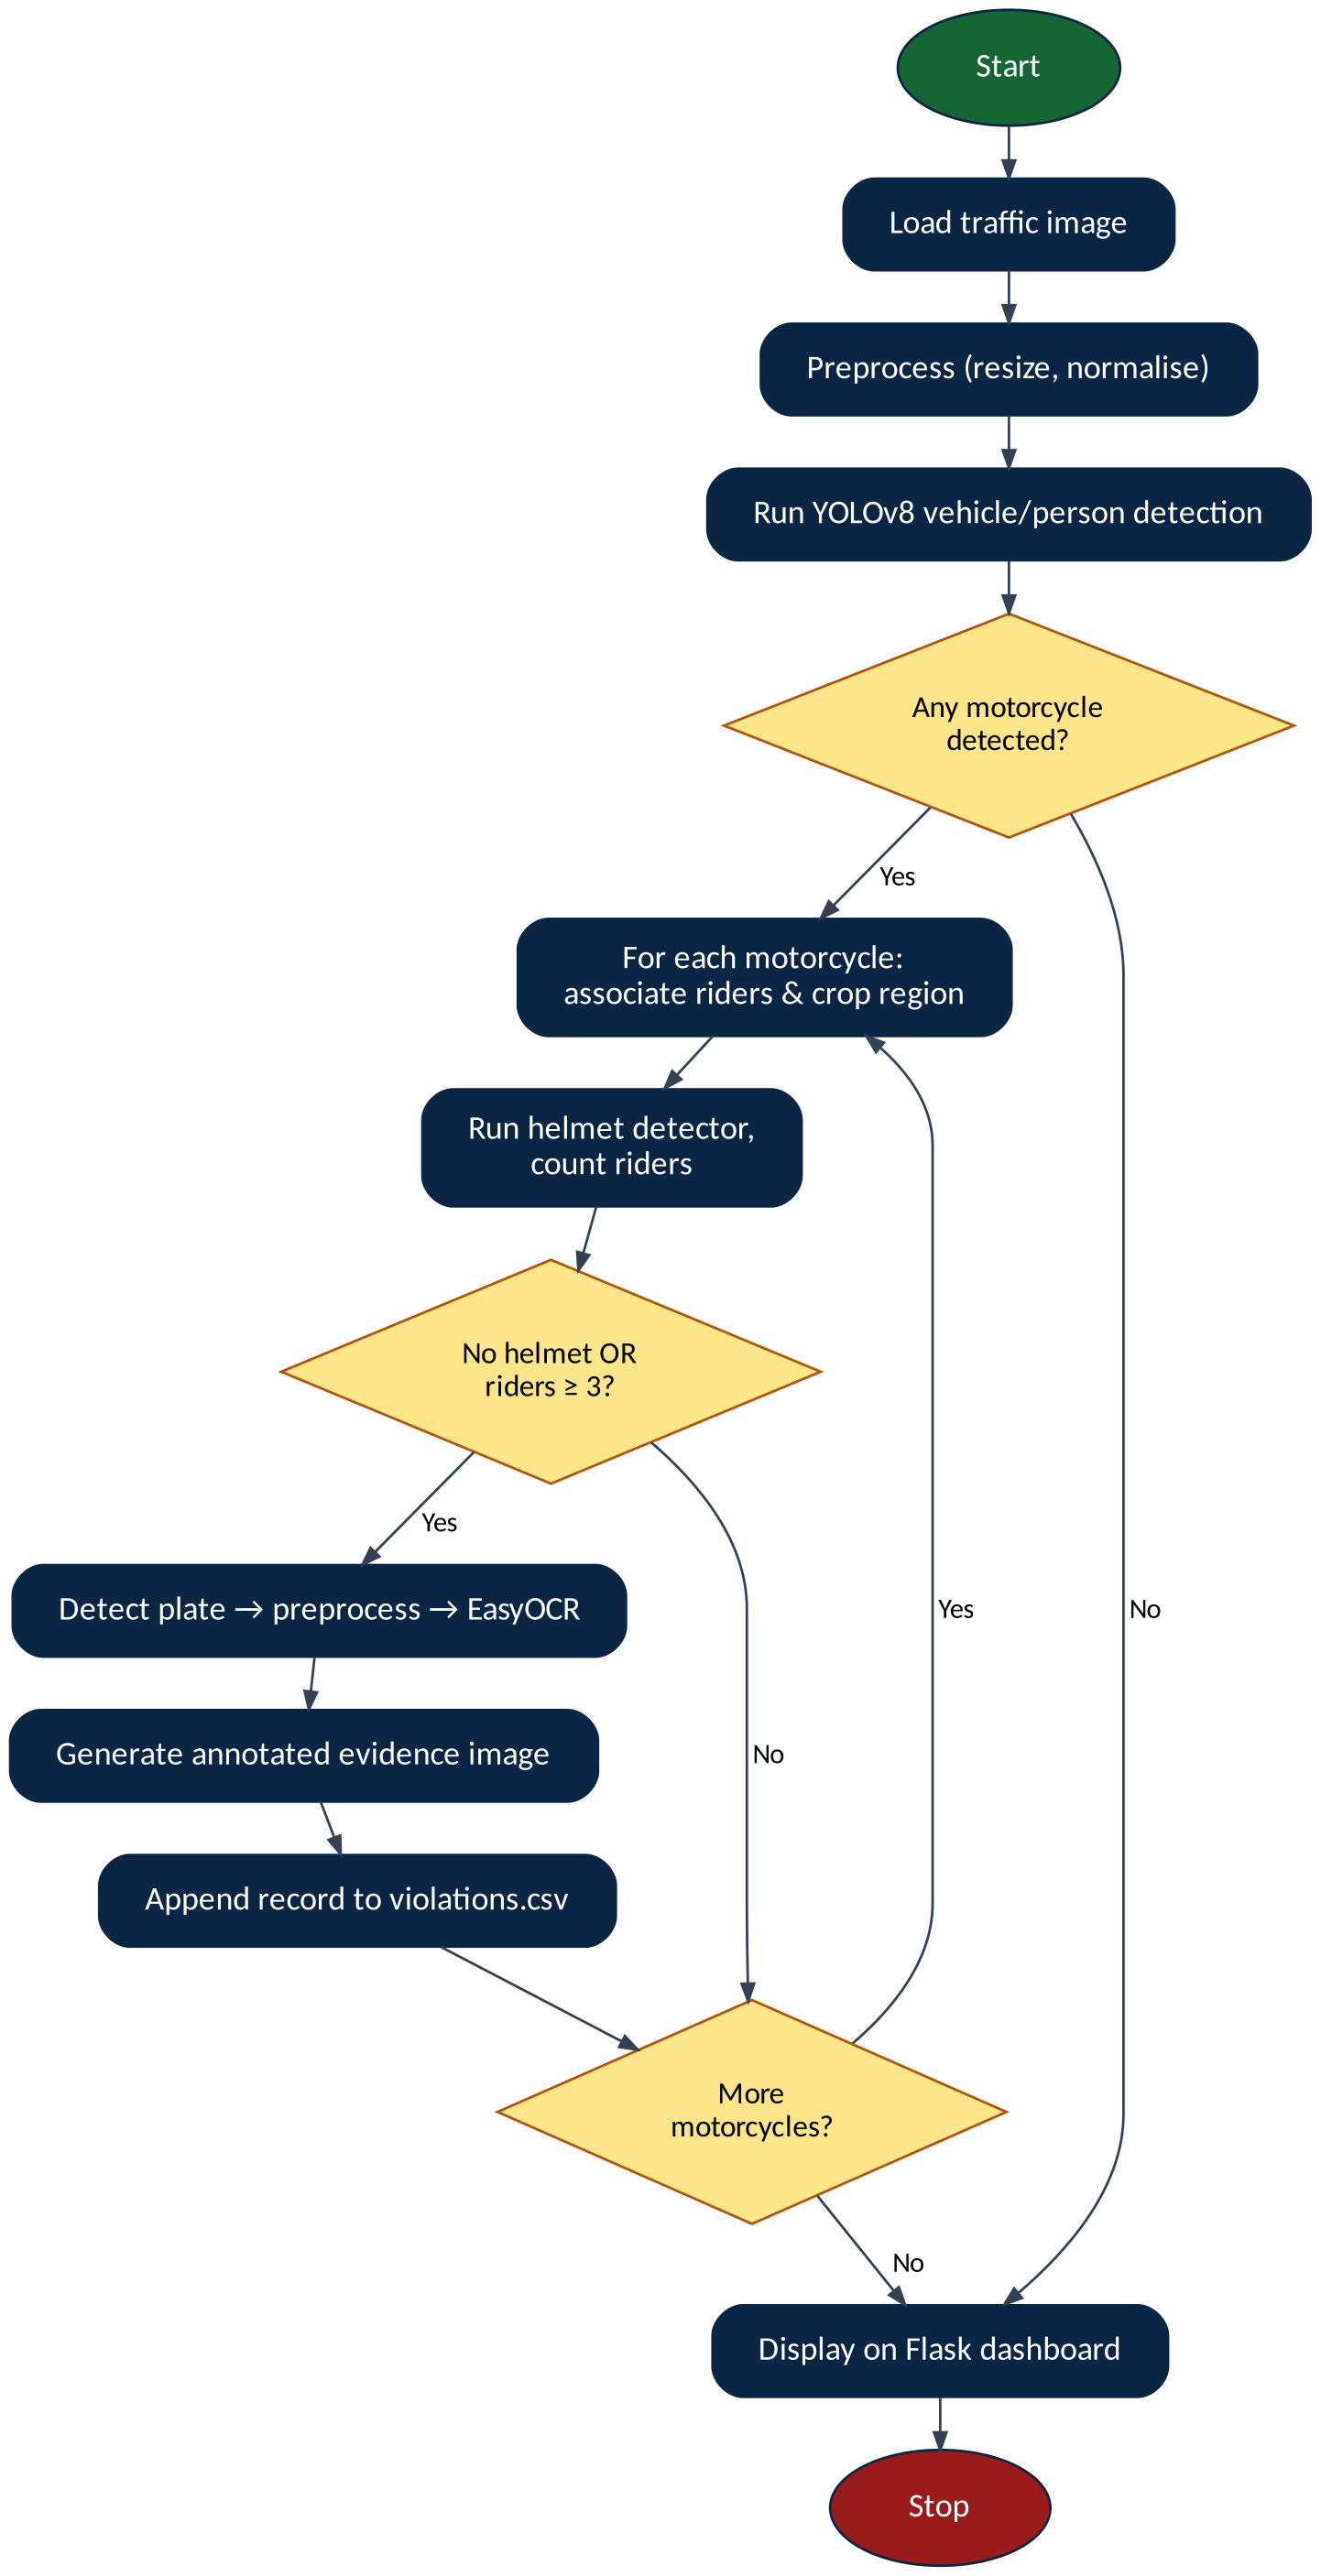 Start
Load traffic image
Preprocess (resize, normalise)
Run YOLOv8 vehicle/person detection
Any motorcycle
detected?
Yes
For each motorcycle:
associate riders & crop region
Run helmet detector,
count riders
No helmet OR
riders ≥ 3?
Yes
Detect plate → preprocess → EasyOCR
Yes
No
Generate annotated evidence image
No
Append record to violations.csv
More
motorcycles?
No
Display on Flask dashboard
Stop